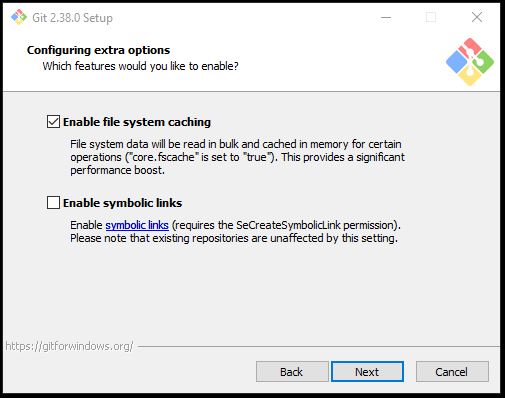 Git 2.38.0 Setup
Configuring extra options
Which features would you like to enable?
Enable file system caching
File system data will be read in bulk and cached in memory for certain
operations ("core.fscache" is set to "true"). This provides a significant
performance boost.
Enable symbolic links
Enable symbolic links (requires the SeCreateSymbolicLink permission).
Please note that existing repositories are unaffected by this setting.
https://gitforwindows.org/
Back
Next
Cancel